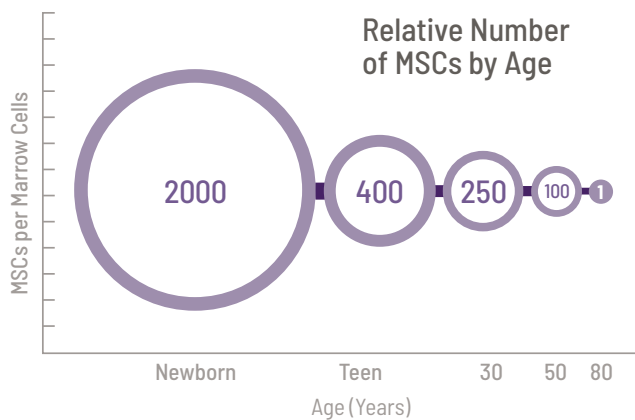 Relative Number
of MSCs by Age
MSCs per Marrow Cells
2000
400
250
100
1
Newborn
Teen
30
50
80
Age (Years)